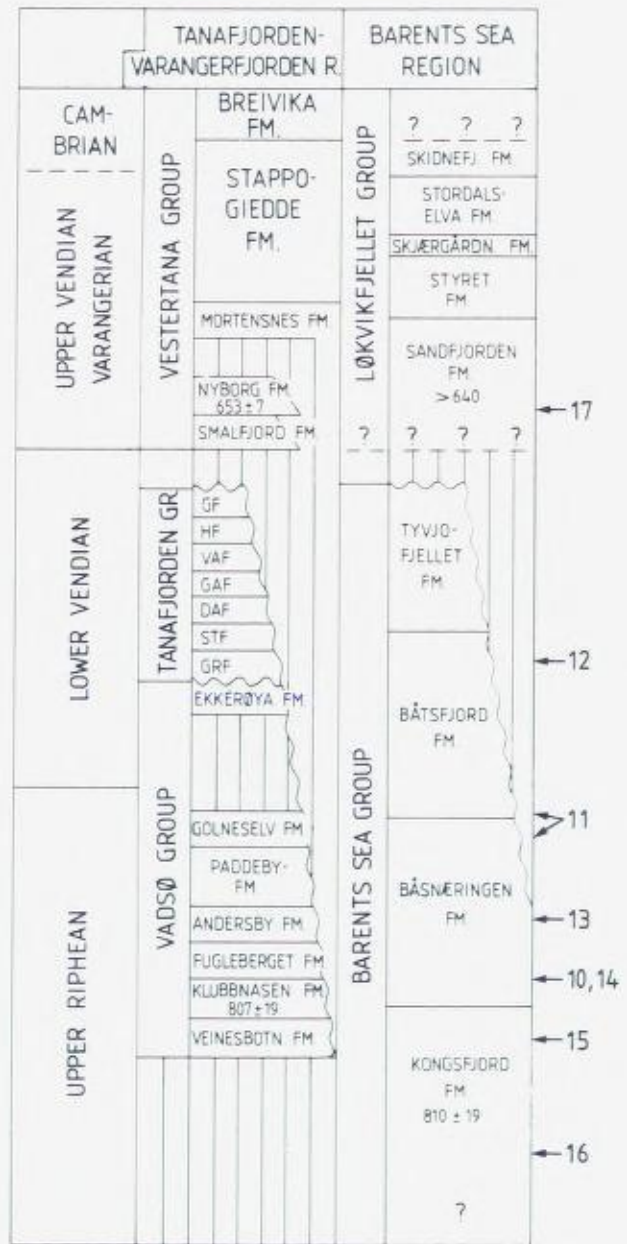 TANAFJORDEN-
VARANGERFJORDEN R.
BARENTS SEA
REGION
CAM-
BRIAN
UPPER VENDIAN
VARANGERIAN
LOWER VENDIAN
UPPER RIPHEAN
VESTERTANA GROUP
TANAFJORDEN GR.
VADSØ GROUP
BREIVIKA
FM.
STAPPO-
GIEDDE
FM.
MORTENSNES FM.
NYBORG FM.
653±7
SMALFJORD FM
GF
HF
VAF
GAF
DAF
STF
GRF
EKKERØYA FM.
GOLNESELV FM
PADDEBY-
FM
ANDERSBY FM.
FUGLEBERGET FM
KLUBBNASEN FM
807±19
VEINESBOTN FM
LØKVIKFJELLET GROUP
BARENTS SEA GROUP
? ? ?
SKIDNEFJ. FM.
STORDALS-
ELVA FM
SKJÆRGÅRDN. FM.
STYRET
FM.
SANDFJORDEN
FM.
>640
? ? ? ?
TYVJO-
FJELLET
FM.
BÅTSFJORD
FM.
BÅSNÆRINGEN
FM.
KONGSFJORD
FM
810 ± 19
?
17
12
11
13
10, 14
15
16